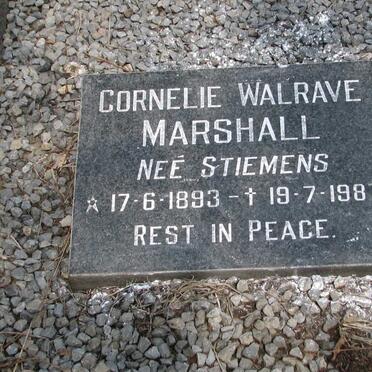 CORNELIE WALRAVE
MARSHALL
NEÉ STIEMENS
☆ 17-6-1893 - † 19-7-198
REST IN PEACE.